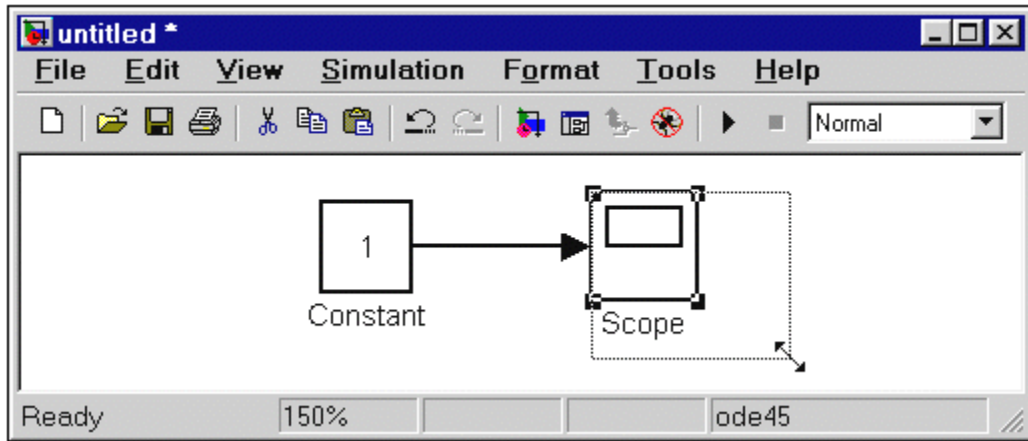 untitled *
File Edit View Simulation Format Tools Help
Normal
1
Constant
Scope
Ready 150% ode45